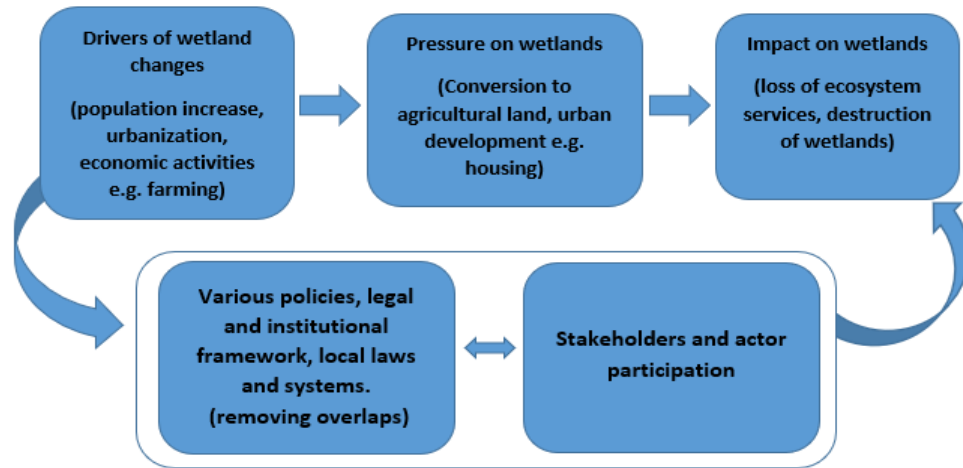 Drivers of wetland
changes
(population increase,
urbanization,
economic activities
e.g. farming)
Pressure on wetlands
(Conversion to
agricultural land, urban
development e.g.
housing)
Impact on wetlands
(loss of ecosystem
services, destruction
of wetlands)
Various policies, legal
and institutional
framework, local laws
and systems.
(removing overlaps)
Stakeholders and actor
participation